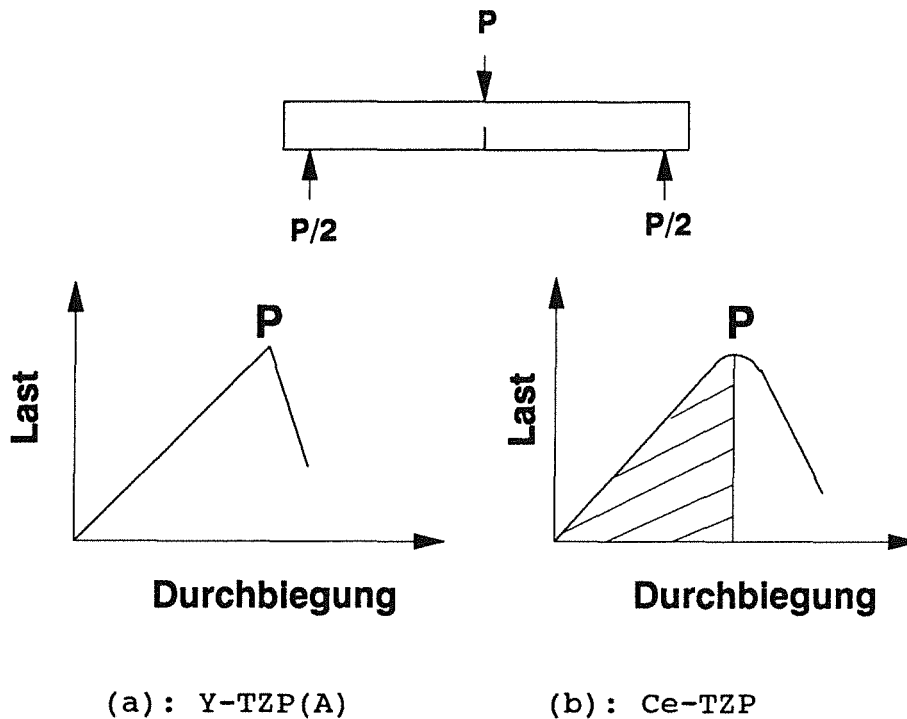 P
P/2
P/2
P
Last
Durchbiegung
P
Last
Durchbiegung
(a): Y-TZP(A)
(b): Ce-TZP